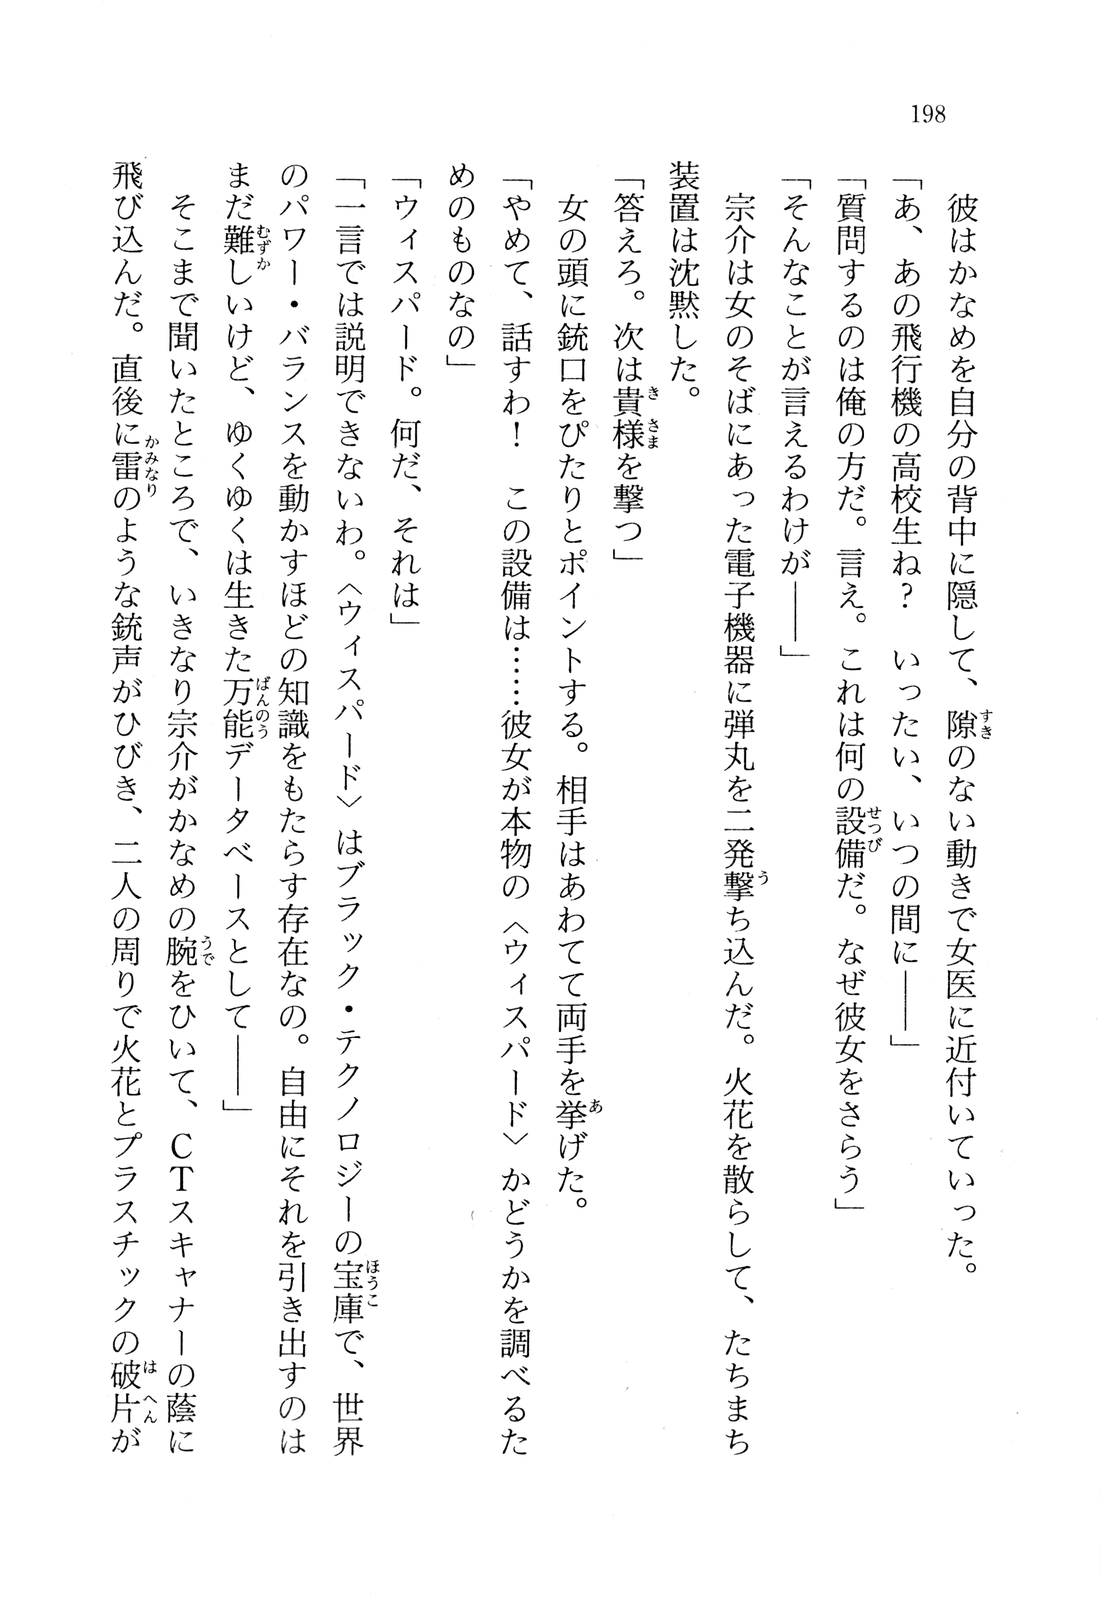 198
彼はかなめを自分の背中に隠して、隙のない動きで女医に近付いていった。
「あ、あの飛行機の高校生ね？　いったい、いつの間に――」
「質問するのは俺の方だ。言え。これは何の設備だ。なぜ彼女をさらう」
「そんなことが言えるわけが――」
宗介は女のそばにあった電子機器に弾丸を二発撃ち込んだ。火花を散らして、たちまち
装置は沈黙した。
「答えろ。次は貴様を撃つ」
女の頭に銃口をぴたりとポイントする。相手はあわてて両手を挙げた。
「やめて、話すわ！　この設備は……彼女が本物の〈ウィスパード〉かどうかを調べるた
めのものなの」
「ウィスパード。何だ、それは」
「一言では説明できないわ。〈ウィスパード〉はブラック・テクノロジーの宝庫で、世界
のパワー・バランスを動かすほどの知識をもたらす存在なの。自由にそれを引き出すのは
まだ難しいけど、ゆくゆくは生きた万能データベースとして――」
そこまで聞いたところで、いきなり宗介がかなめの腕をひいて、CTスキャナーの蔭に
飛び込んだ。直後に雷のような銃声がひびき、二人の周りで火花とプラスチックの破片が